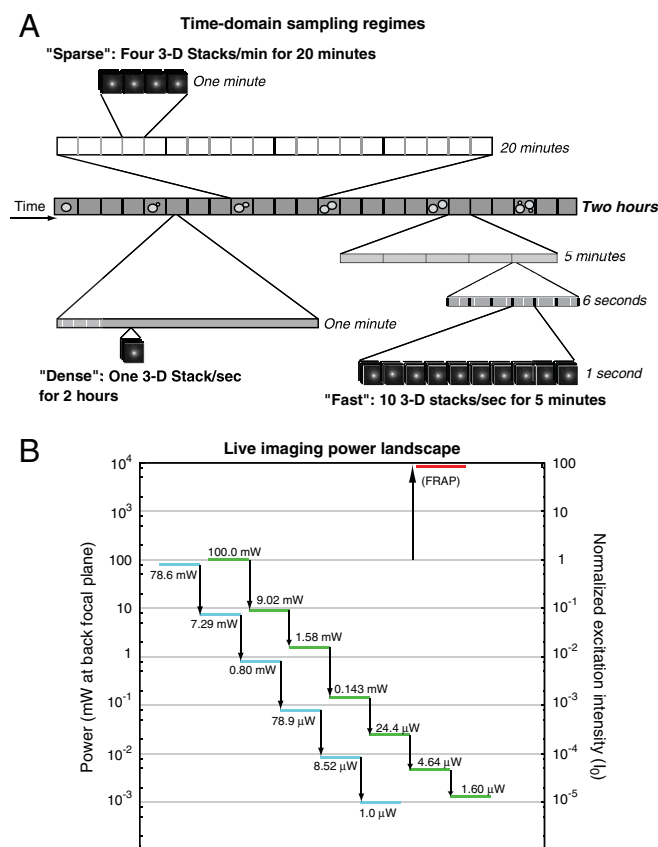 A
Time-domain sampling regimes
"Sparse": Four 3-D Stacks/min for 20 minutes
One minute
20 minutes
Time
Two hours
5 minutes
6 seconds
One minute
"Dense": One 3-D Stack/sec
for 2 hours
1 second
"Fast": 10 3-D stacks/sec for 5 minutes
B
Live imaging power landscape
Power (mW at back focal plane)
10⁴
10³
100
10
1
10⁻¹
10⁻²
10⁻³
(FRAP)
100.0 mW
78.6 mW
9.02 mW
7.29 mW
1.58 mW
0.80 mW
0.143 mW
78.9 µW
24.4 µW
8.52 µW
4.64 µW
1.60 µW
1.0 µW
100
10
1
10⁻¹
10⁻²
10⁻³
10⁻⁴
10⁻⁵
Normalized excitation intensity (I₀)